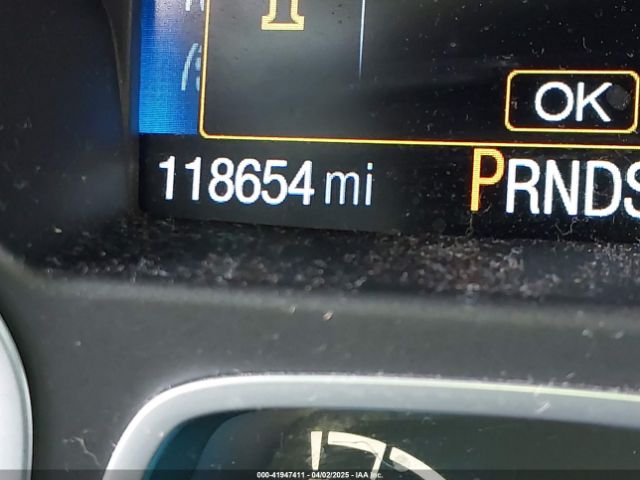 OK
118654 mi
PRNDS
000-41947411 - 04/02/2025 - IAA Inc.